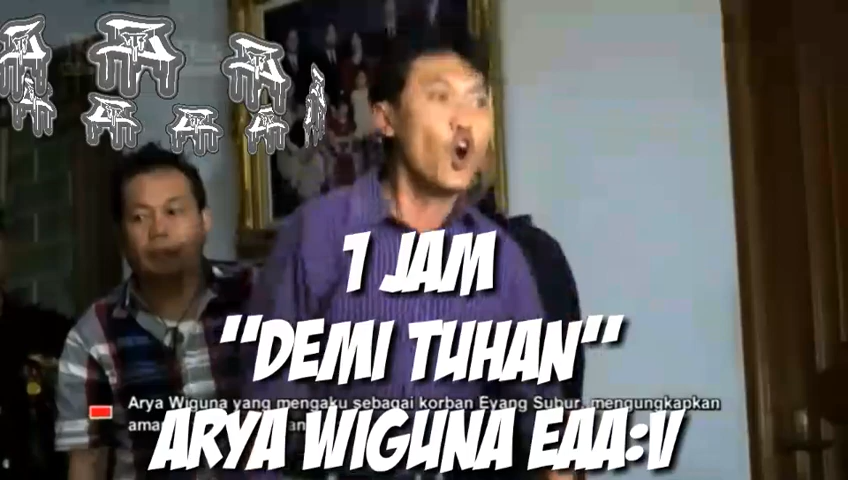 1 JAM
"DEMI TUHAN"
Arya Wiguna yang mengaku sebagai korban Eyang Subur, mengungkapkan
ARYA WIGUNA EAA:V